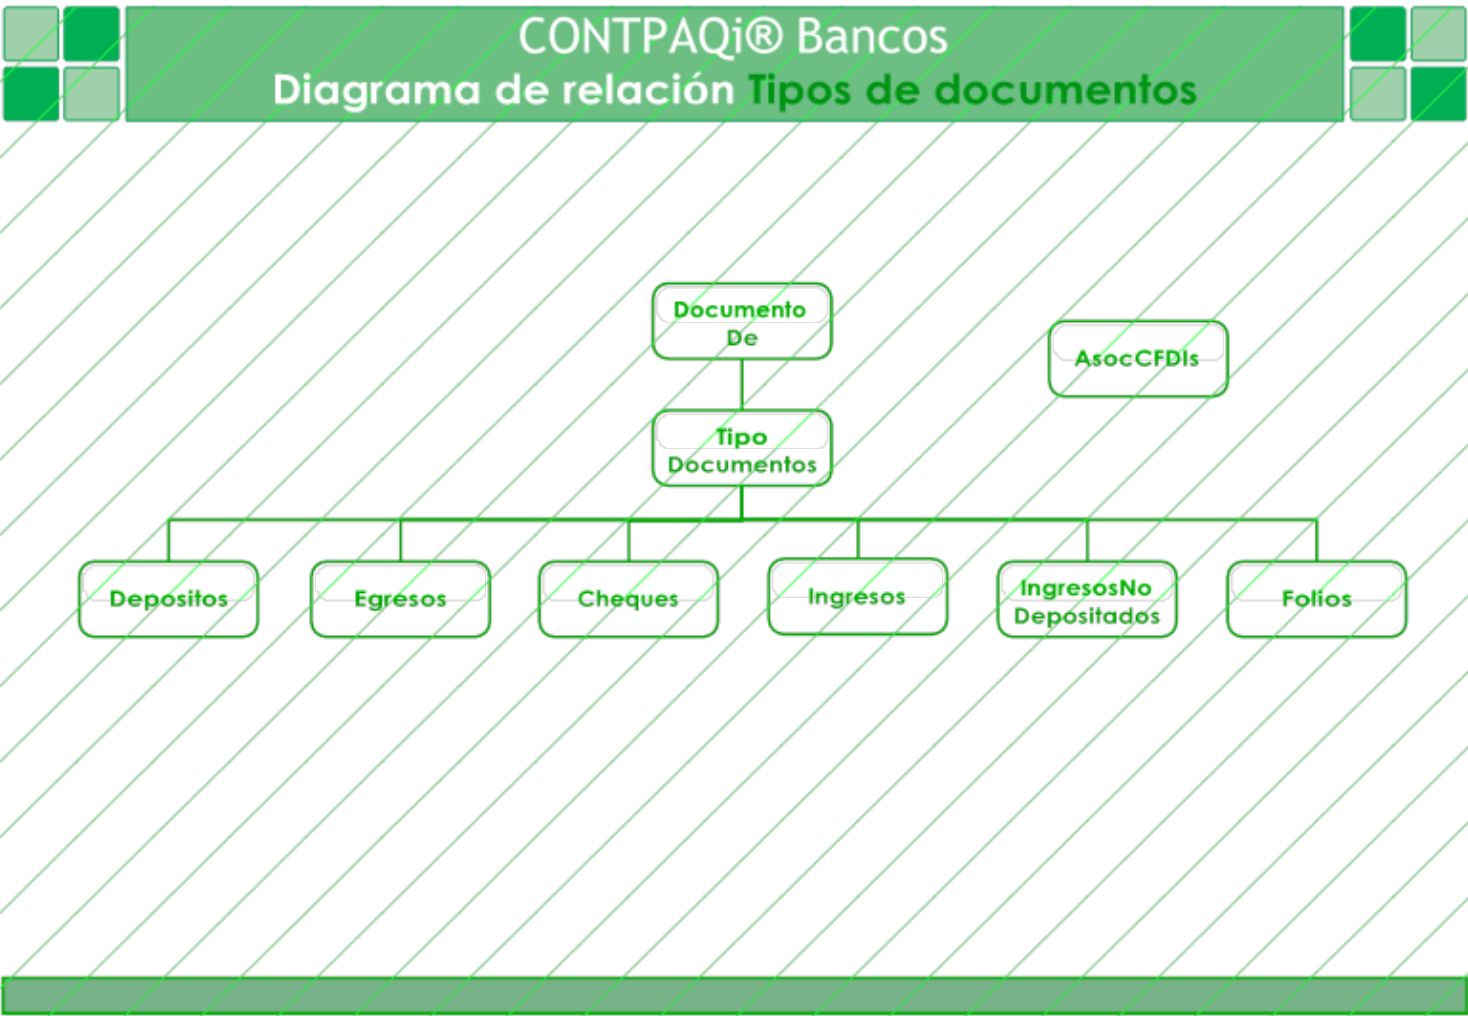 CONTPAQi® Bancos
Diagrama de relación Tipos de documentos
Documento
De
AsocCFDIs
Tipo
Documentos
Depositos
Egresos
Cheques
Ingresos
IngresosNo
Depositados
Folios